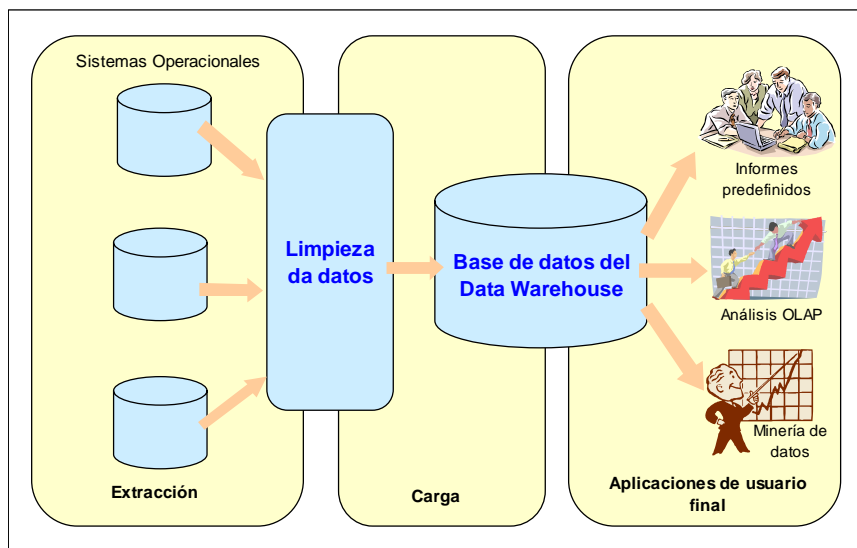 Sistemas Operacionales
Limpieza
da datos
Base de datos del
Data Warehouse
Informes
predefinidos
Análisis OLAP
Minería de
datos
Extracción
Carga
Aplicaciones de usuario
final